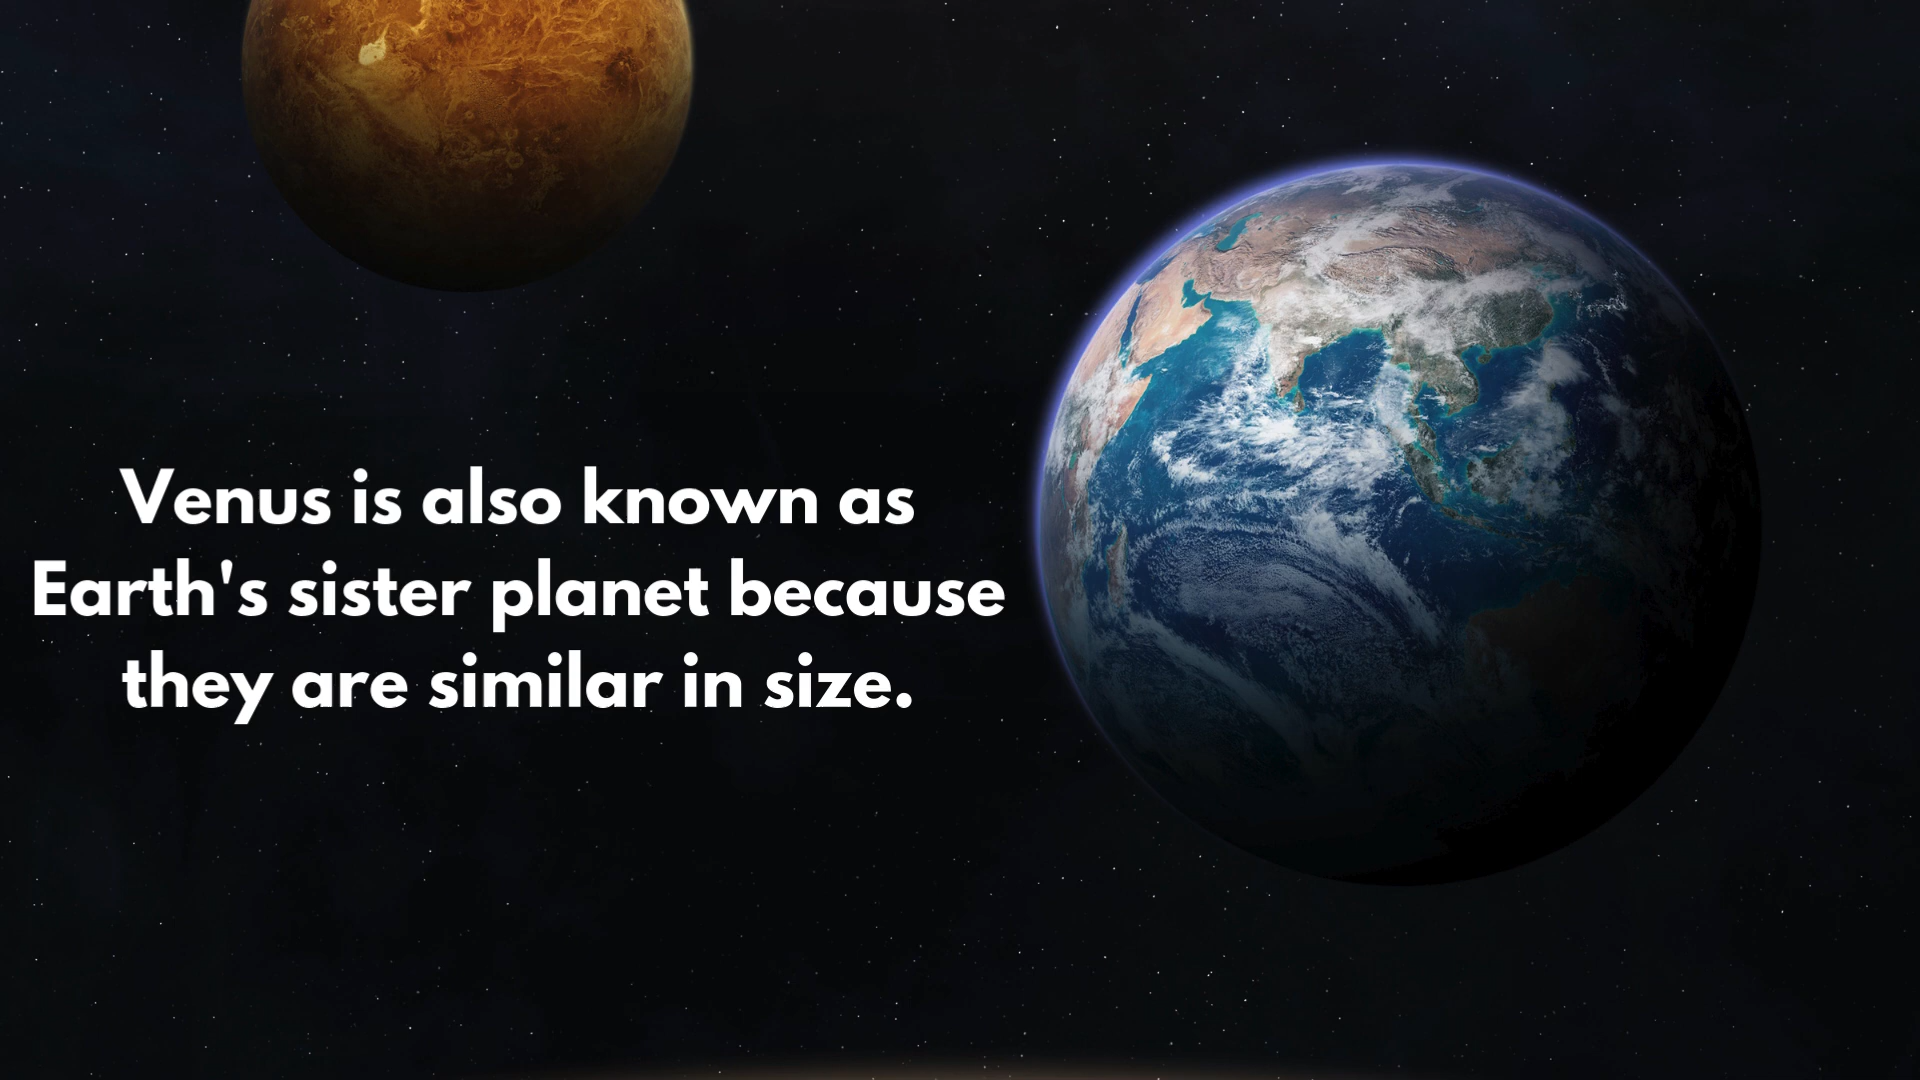 Venus is also known as
Earth's sister planet because
they are similar in size.